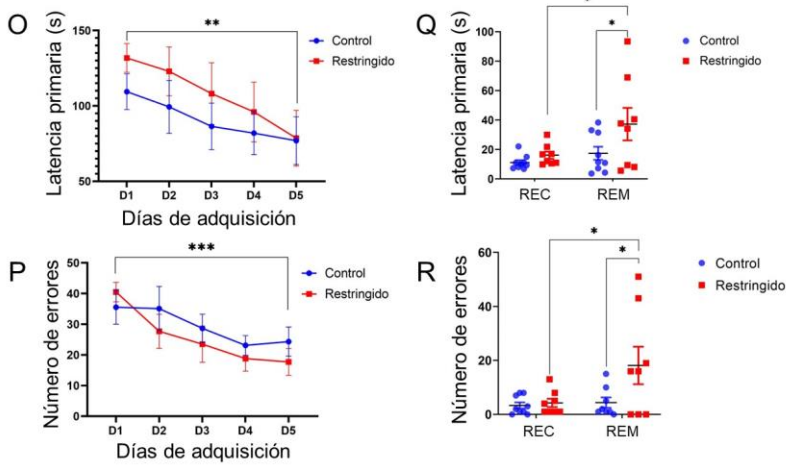 O
Latencia primaria (s)
150
100
50
**
Control
Restringido
D1 D2 D3 D4 D5
Días de adquisición
Q
Latencia primaria (s)
100
80
60
40
20
0
*
*
Control
Restringido
REC REM
P
Número de errores
50
40
30
20
10
0
***
Control
Restringido
D1 D2 D3 D4 D5
Días de adquisición
R
Número de errores
60
40
20
0
*
*
Control
Restringido
REC REM